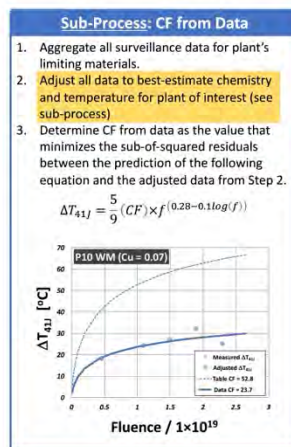 Sub-Process: CF from Data
1. Aggregate all surveillance data for plant's
limiting materials.
2. Adjust all data to best-estimate chemistry
and temperature for plant of interest (see
sub-process)
3. Determine CF from data as the value that
minimizes the sub-of-squared residuals
between the prediction of the following
equation and the adjusted data from Step 2.
ΔT41J = 5/9 (CF) × f^(0.28−0.1log(f))
70
P10 WM (Cu = 0.07)
60
50
40
30
20
10
0
ΔT41J [°C]
Measured ΔT41J
Adjusted ΔT41J
Table CF = 52.8
Data CF = 23.7
0 0.5 1 1.5 2 2.5 3
Fluence / 1×10^19